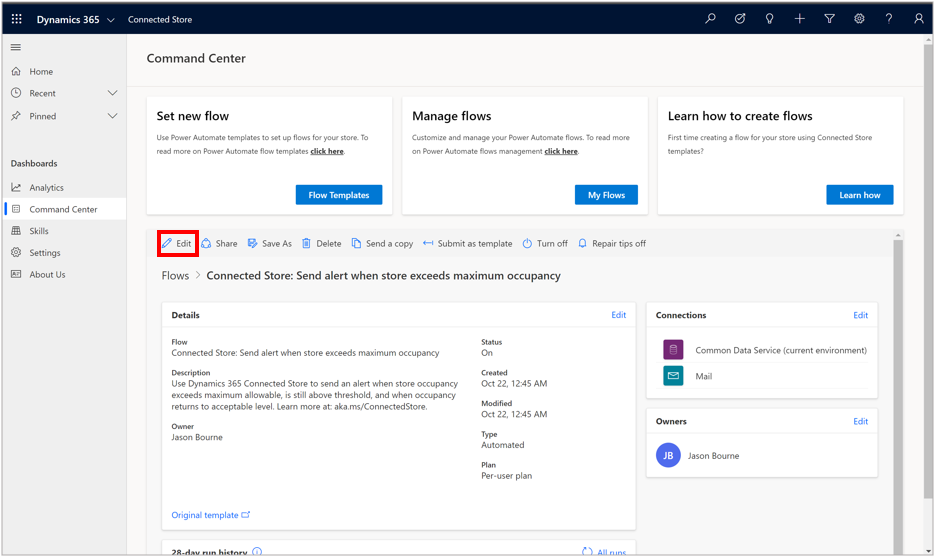 Dynamics 365 Connected Store
Command Center
Home
Recent
Pinned
Dashboards
Analytics
Command Center
Skills
Settings
About Us
Set new flow
Use Power Automate templates to set up flows for your store. To
read more on Power Automate flow templates click here.
Flow Templates
Manage flows
Customize and manage your Power Automate flows. To read more
on Power Automate flows management click here.
My Flows
Learn how to create flows
First time creating a flow for your store using Connected Store
templates?
Learn how
Edit Share Save As Delete Send a copy Submit as template Turn off Repair tips off
Flows > Connected Store: Send alert when store exceeds maximum occupancy
Details Edit
Flow
Connected Store: Send alert when store exceeds maximum occupancy
Description
Use Dynamics 365 Connected Store to send an alert when store occupancy
exceeds maximum allowable, is still above threshold, and when occupancy
returns to acceptable level. Learn more at: aka.ms/ConnectedStore.
Owner
Jason Bourne
Status
On
Created
Oct 22, 12:45 AM
Modified
Oct 22, 12:45 AM
Type
Automated
Plan
Per-user plan
Original template
Connections Edit
Common Data Service (current environment)
Mail
Owners Edit
JB Jason Bourne
28-day run history All runs